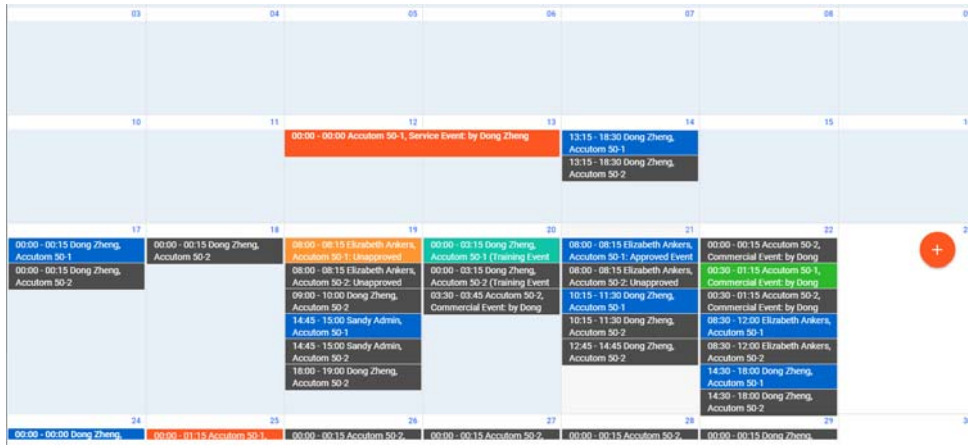 03 04 05 06 07 08
10 11 12 13 14 15
00:00 - 00:00 Accutom 50-1, Service Event: by Dong Zheng
13:15 - 18:30 Dong Zheng,
Accutom 50-1
13:15 - 18:30 Dong Zheng,
Accutom 50-2
17 18 19 20 21 22
00:00 - 00:15 Dong Zheng,
Accutom 50-1
00:00 - 00:15 Dong Zheng,
Accutom 50-2
00:00 - 00:15 Dong Zheng,
Accutom 50-2
08:00 - 08:15 Elizabeth Ankers,
Accutom 50-1: Unapproved
08:00 - 08:15 Elizabeth Ankers,
Accutom 50-2: Unapproved
09:00 - 10:00 Dong Zheng,
Accutom 50-2
14:45 - 15:00 Sandy Admin,
Accutom 50-1
14:45 - 15:00 Sandy Admin,
Accutom 50-2
18:00 - 19:00 Dong Zheng,
Accutom 50-2
00:00 - 03:15 Dong Zheng,
Accutom 50-1 (Training Event
00:00 - 03:15 Dong Zheng,
Accutom 50-2 (Training Event
03:30 - 03:45 Accutom 50-2,
Commercial Event: by Dong
08:00 - 08:15 Elizabeth Ankers,
Accutom 50-1: Approved Event
08:00 - 08:15 Elizabeth Ankers,
Accutom 50-2: Unapproved
10:15 - 11:30 Dong Zheng,
Accutom 50-1
10:15 - 11:30 Dong Zheng,
Accutom 50-2
12:45 - 14:45 Dong Zheng,
Accutom 50-2
00:00 - 00:15 Accutom 50-2,
Commercial Event: by Dong
00:30 - 01:15 Accutom 50-1,
Commercial Event: by Dong
00:30 - 01:15 Accutom 50-2,
Commercial Event: by Dong
08:30 - 12:00 Elizabeth Ankers,
Accutom 50-1
08:30 - 12:00 Elizabeth Ankers,
Accutom 50-2
14:30 - 18:00 Dong Zheng,
Accutom 50-1
14:30 - 18:00 Dong Zheng,
Accutom 50-2
+
24 25 26 27 28 29
00:00 - 00:00 Dong Zheng,
00:00 - 01:15 Accutom 50-1,
00:00 - 00:15 Accutom 50-2,
00:00 - 00:15 Accutom 50-2,
00:00 - 00:15 Accutom 50-2,
00:00 - 00:15 Dong Zheng,